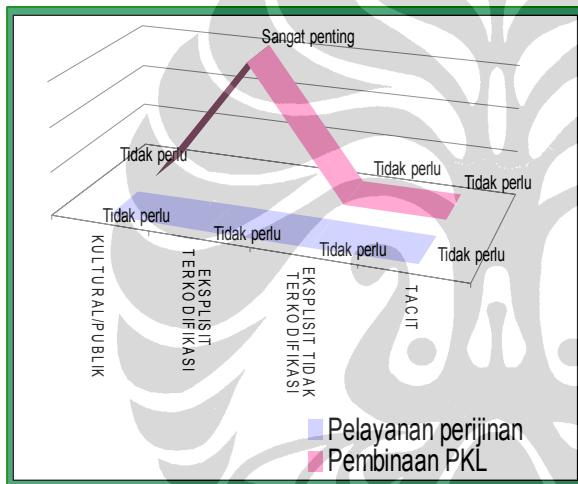 Sangat penting
Tidak perlu
Tidak perlu
Tidak perlu
Tidak perlu
Tidak perlu
Tidak perlu
Tidak perlu
KULTURAL/PUBLIK
EKSPLISIT
TERKODIFIKASI
EKSPLISIT TIDAK
TERKODIFIKASI
TACIT
Pelayanan perijinan
Pembinaan PKL